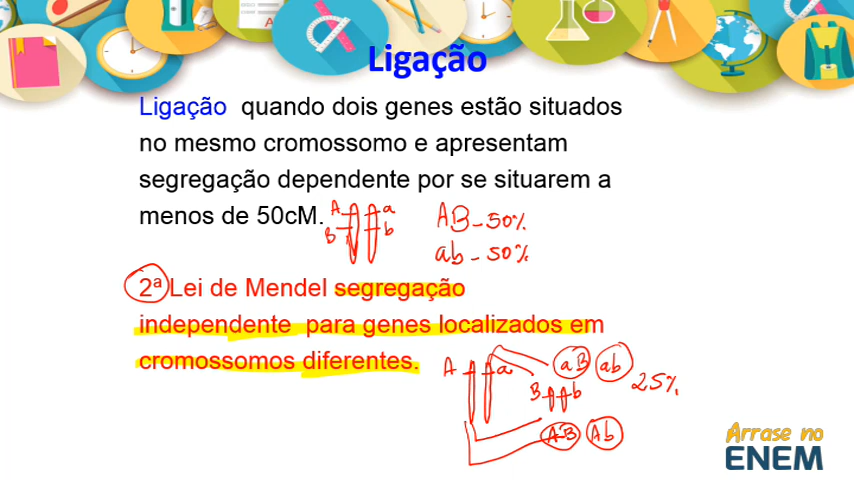 Ligação
Ligação quando dois genes estão situados
no mesmo cromossomo e apresentam
segregação dependente por se situarem a
menos de 50cM.
A a
B b
AB - 50%
ab - 50%
2ª Lei de Mendel segregação
independente para genes localizados em
cromossomos diferentes.
A a
aB ab
25%
B b
AB Ab
Arrase no
ENEM